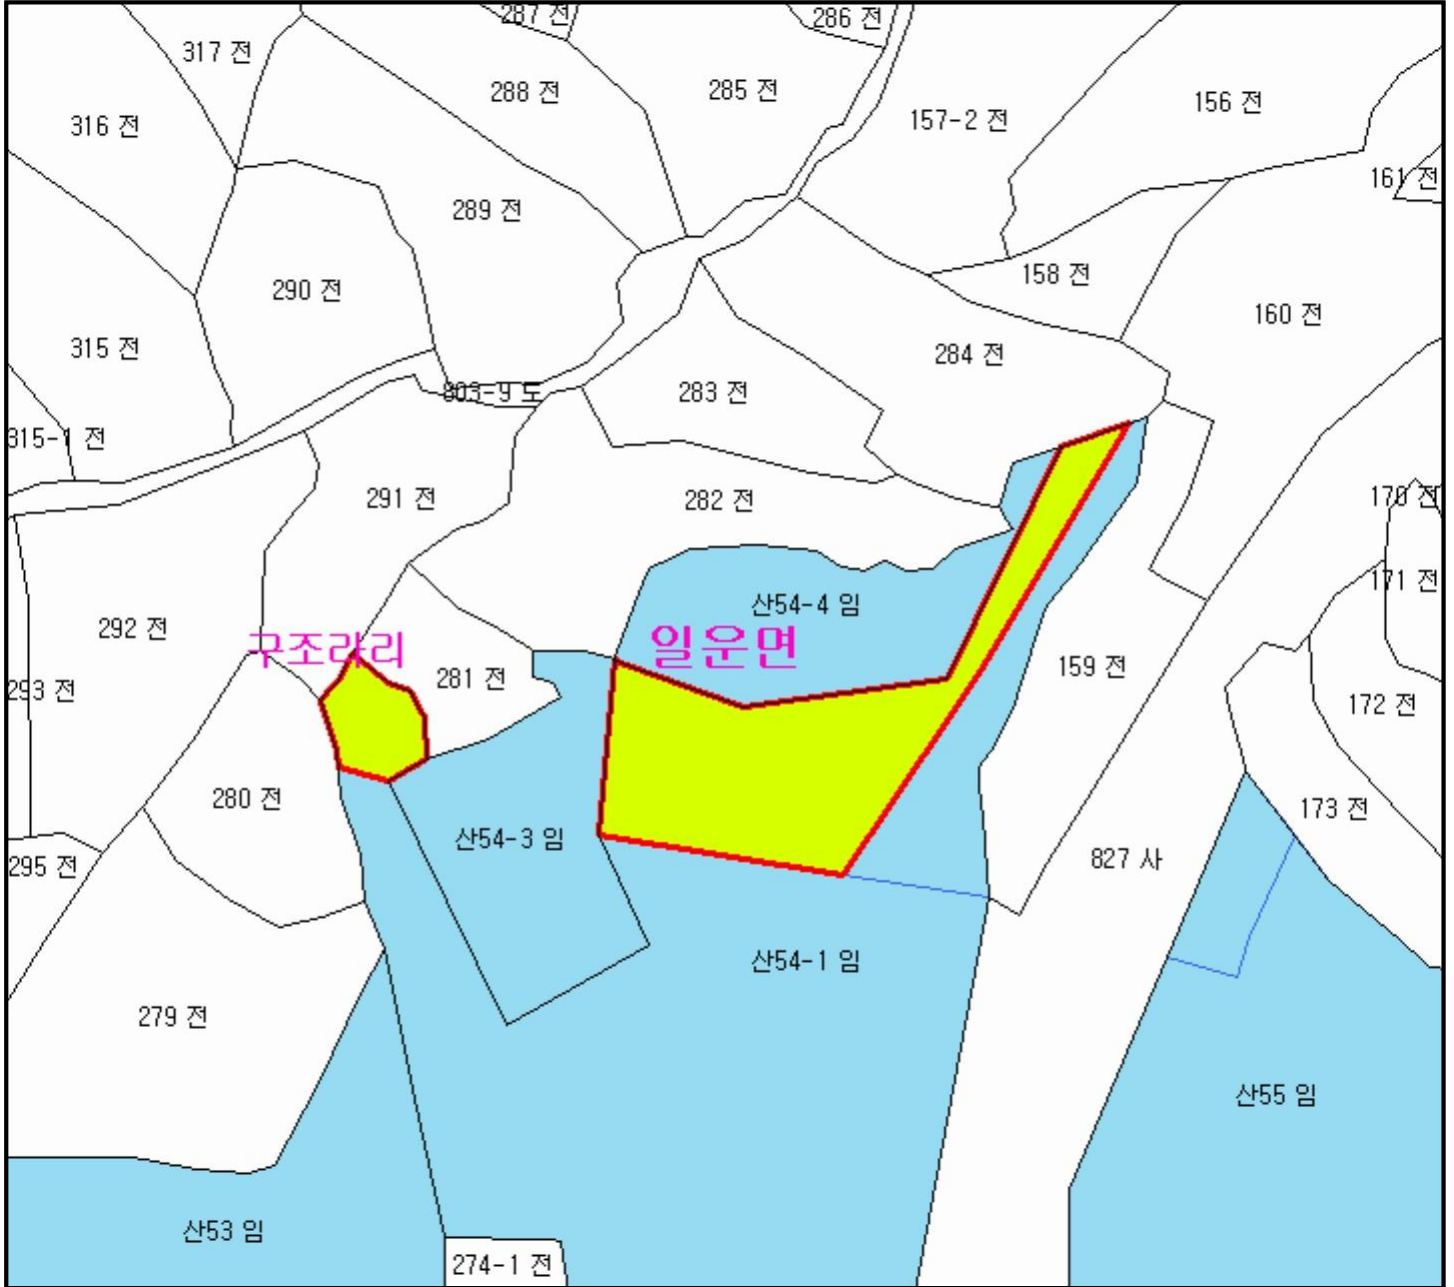 287 전
286 전
317 전
288 전
285 전
156 전
316 전
157-2 전
161 전
289 전
158 전
290 전
160 전
315 전
284 전
803-9 도
283 전
315-1 전
291 전
282 전
170 전
171 전
산54-4 임
292 전
구조라리
일운면
281 전
159 전
293 전
172 전
280 전
173 전
산54-3 임
295 전
827 사
산54-1 임
279 전
산55 임
산53 임
274-1 전